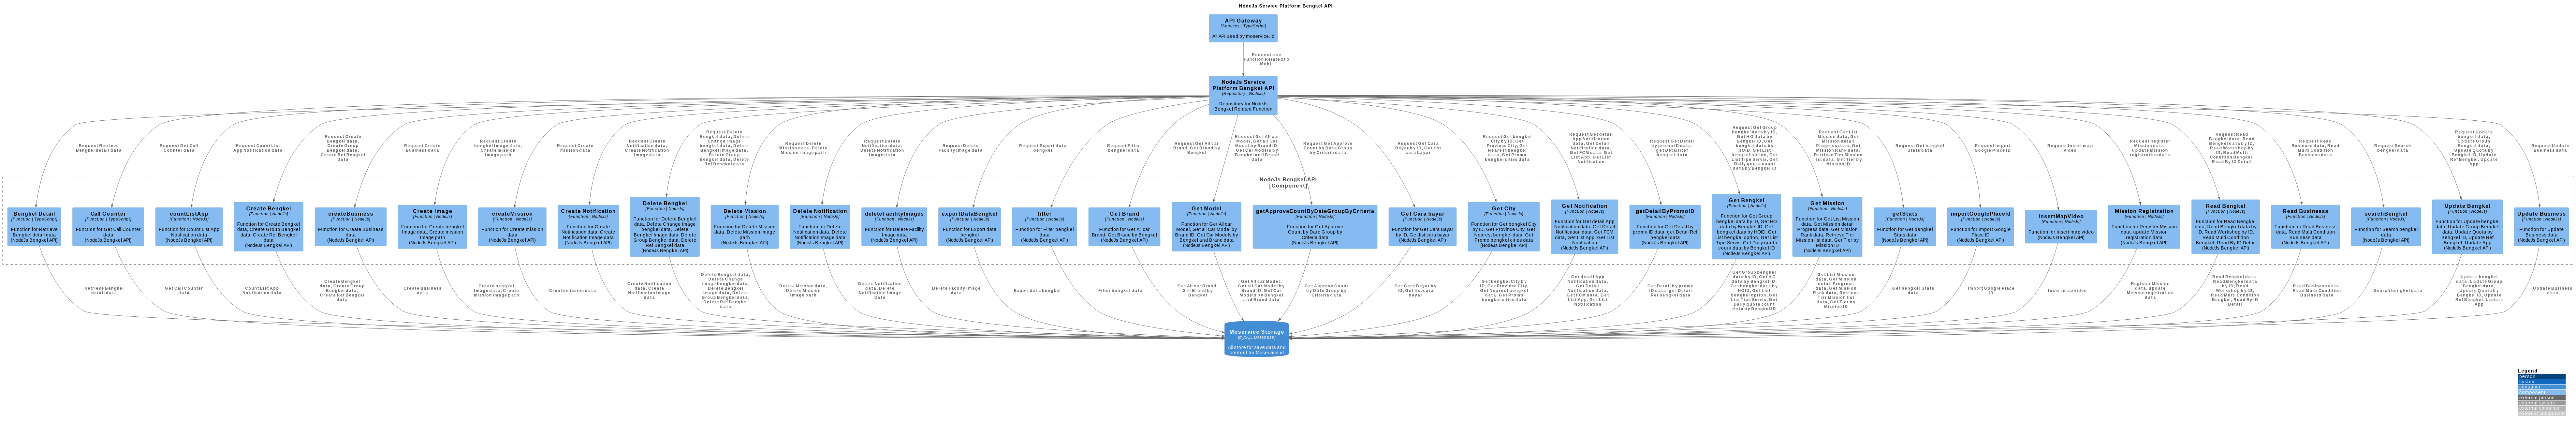 NodeJs Service Platform Bengkel API
API Gateway
[Services | TypeScript]
All API used by moservice.id
Request use
Function Related to
Mobil
NodeJs Service
Platform Bengkel API
[Repository | NodeJs]
Repository for NodeJs
Bengkel Related Function
Request Retrieve
Bengkel detail data
Request Get Call
Counter data
Request Count List
App Notification data
Request Create
Bengkel data,
Create Group
Bengkel data,
Create Ref Bengkel
data
Request Create
Business data
Request Create
bengkel Image data,
Create mission
Image path
Request Create
mission data
Request Create
Notification data,
Create Notification
Image data
Request Delete
Bengkel data, Delete
Change Image
bengkel data, Delete
Bengkel Image data,
Delete Group
Bengkel data, Delete
Ref Bengkel data
Request Delete
Mission data, Delete
Mission Image path
Request Delete
Notification data,
Delete Notification
Image data
Request Delete
Facility Image data
Request Export data
bengkel
Request Filter
bengkel data
Request Get All car
Brand, Get Brand by
Bengkel
Request Get All car
Model, Get all Car
Model by Brand ID,
Get Car Models by
Bengkel and Brand
data
Request Get Approve
Count by Date Group
by Criteria data
Request Get Cara
Bayar by ID, Get list
cara bayar
Request Get bengkel
City by ID, Get
Province City, Get
Nearest bengkel
data, Get Promo
bengkel cities data
Request Get detail
App Notification
data, Get Detail
Notification data,
Get FCM data, Get
List App, Get List
Notification
Request Get Detail
by promo ID data,
get Detail Ref
bengkel data
Request Get Group
bengkel data by ID,
Get HO data by
Bengkel ID, Get
bengkel data by
HOID, Get List
bengkel option, Get
List Tipe Servis, Get
Daily quota count
data by Bengkel ID
Request Get List
Mission data, Get
Mission detail
Progress data, Get
Mission Rank data,
Retrieve Tier Mission
list data, Get Tier by
Mission ID
Request Get bengkel
Stats data
Request Import
Google Place ID
Request Insert map
video
Request Register
Mission data,
update Mission
registration data
Request Read
Bengkel data, Read
Bengkel data by ID,
Read Workshop by
ID, Read Multi
Condition Bengkel,
Read By ID Detail
Request Read
Business data, Read
Multi Condition
Business data
Request Search
bengkel data
Request Update
bengkel data,
Update Group
Bengkel data,
Update Quota by
Bengkel ID, Update
Ref Bengkel, Update
App
Request Update
Business data
NodeJs Bengkel API
[Component]
Bengkel Detail
[Function | TypeScript]
Function for Retrieve
Bengkel detail data
(NodeJs Bengkel API)
Call Counter
[Function | TypeScript]
Function for Get Call Counter
data
(NodeJs Bengkel API)
countListApp
[Function | NodeJs]
Function for Count List App
Notification data
(NodeJs Bengkel API)
Create Bengkel
[Function | NodeJs]
Function for Create Bengkel
data, Create Group Bengkel
data, Create Ref Bengkel
data
(NodeJs Bengkel API)
createBusiness
[Function | NodeJs]
Function for Create Business
data
(NodeJs Bengkel API)
Create Image
[Function | NodeJs]
Function for Create bengkel
Image data, Create mission
Image path
(NodeJs Bengkel API)
createMission
[Function | NodeJs]
Function for Create mission
data
(NodeJs Bengkel API)
Create Notification
[Function | NodeJs]
Function for Create
Notification data, Create
Notification Image data
(NodeJs Bengkel API)
Delete Bengkel
[Function | NodeJs]
Function for Delete Bengkel
data, Delete Change Image
bengkel data, Delete
Bengkel Image data, Delete
Group Bengkel data, Delete
Ref Bengkel data
(NodeJs Bengkel API)
Delete Mission
[Function | NodeJs]
Function for Delete Mission
data, Delete Mission Image
path
(NodeJs Bengkel API)
Delete Notification
[Function | NodeJs]
Function for Delete
Notification data, Delete
Notification Image data
(NodeJs Bengkel API)
deleteFacilityImages
[Function | NodeJs]
Function for Delete Facility
Image data
(NodeJs Bengkel API)
exportDataBengkel
[Function | NodeJs]
Function for Export data
bengkel
(NodeJs Bengkel API)
filter
[Function | NodeJs]
Function for Filter bengkel
data
(NodeJs Bengkel API)
Get Brand
[Function | NodeJs]
Function for Get All car
Brand, Get Brand by Bengkel
(NodeJs Bengkel API)
Get Model
[Function | NodeJs]
Function for Get All car
Model, Get all Car Model by
Brand ID, Get Car Models by
Bengkel and Brand data
(NodeJs Bengkel API)
getApproveCountByDateGroupByCriteria
[Function | NodeJs]
Function for Get Approve
Count by Date Group by
Criteria data
(NodeJs Bengkel API)
Get Cara bayar
[Function | NodeJs]
Function for Get Cara Bayar
by ID, Get list cara bayar
(NodeJs Bengkel API)
Get City
[Function | NodeJs]
Function for Get bengkel City
by ID, Get Province City, Get
Nearest bengkel data, Get
Promo bengkel cities data
(NodeJs Bengkel API)
Get Notification
[Function | NodeJs]
Function for Get detail App
Notification data, Get Detail
Notification data, Get FCM
data, Get List App, Get List
Notification
(NodeJs Bengkel API)
getDetailByPromoID
[Function | NodeJs]
Function for Get Detail by
promo ID data, get Detail Ref
bengkel data
(NodeJs Bengkel API)
Get Bengkel
[Function | NodeJs]
Function for Get Group
bengkel data by ID, Get HO
data by Bengkel ID, Get
bengkel data by HOID, Get
List bengkel option, Get List
Tipe Servis, Get Daily quota
count data by Bengkel ID
(NodeJs Bengkel API)
Get Mission
[Function | NodeJs]
Function for Get List Mission
data, Get Mission detail
Progress data, Get Mission
Rank data, Retrieve Tier
Mission list data, Get Tier by
Mission ID
(NodeJs Bengkel API)
getStats
[Function | NodeJs]
Function for Get bengkel
Stats data
(NodeJs Bengkel API)
importGooglePlaceId
[Function | NodeJs]
Function for Import Google
Place ID
(NodeJs Bengkel API)
insertMapVideo
[Function | NodeJs]
Function for Insert map video
(NodeJs Bengkel API)
Mission Registration
[Function | NodeJs]
Function for Register Mission
data, update Mission
registration data
(NodeJs Bengkel API)
Read Bengkel
[Function | NodeJs]
Function for Read Bengkel
data, Read Bengkel data by
ID, Read Workshop by ID,
Read Multi Condition
Bengkel, Read By ID Detail
(NodeJs Bengkel API)
Read Businesss
[Function | NodeJs]
Function for Read Business
data, Read Multi Condition
Business data
(NodeJs Bengkel API)
searchBengkel
[Function | NodeJs]
Function for Search bengkel
data
(NodeJs Bengkel API)
Update Bengkel
[Function | NodeJs]
Function for Update bengkel
data, Update Group Bengkel
data, Update Quota by
Bengkel ID, Update Ref
Bengkel, Update App
(NodeJs Bengkel API)
Update Business
[Function | NodeJs]
Function for Update
Business data
(NodeJs Bengkel API)
Retrieve Bengkel
detail data
Get Call Counter
data
Count List App
Notification data
Create Bengkel
data, Create Group
Bengkel data,
Create Ref Bengkel
data
Create Business
data
Create bengkel
Image data, Create
mission Image path
Create mission data
Create Notification
data, Create
Notification Image
data
Delete Bengkel data,
Delete Change
Image bengkel data,
Delete Bengkel
Image data, Delete
Group Bengkel data,
Delete Ref Bengkel
data
Delete Mission data,
Delete Mission
Image path
Delete Notification
data, Delete
Notification Image
data
Delete Facility Image
data
Export data bengkel
Filter bengkel data
Get All car Brand,
Get Brand by
Bengkel
Get All car Model,
Get all Car Model by
Brand ID, Get Car
Models by Bengkel
and Brand data
Get Approve Count
by Date Group by
Criteria data
Get Cara Bayar by
ID, Get list cara
bayar
Get bengkel City by
ID, Get Province City,
Get Nearest bengkel
data, Get Promo
bengkel cities data
Get detail App
Notification data,
Get Detail
Notification data,
Get FCM data, Get
List App, Get List
Notification
Get Detail by promo
ID data, get Detail
Ref bengkel data
Get Group bengkel
data by ID, Get HO
data by Bengkel ID,
Get bengkel data by
HOID, Get List
bengkel option, Get
List Tipe Servis, Get
Daily quota count
data by Bengkel ID
Get List Mission
data, Get Mission
detail Progress
data, Get Mission
Rank data, Retrieve
Tier Mission list
data, Get Tier by
Mission ID
Get bengkel Stats
data
Import Google Place
ID
Insert map video
Register Mission
data, update
Mission registration
data
Read Bengkel data,
Read Bengkel data
by ID, Read
Workshop by ID,
Read Multi Condition
Bengkel, Read By ID
Detail
Read Business data,
Read Multi Condition
Business data
Search bengkel data
Update bengkel
data, Update Group
Bengkel data,
Update Quota by
Bengkel ID, Update
Ref Bengkel, Update
App
Update Business
data
Moservice Storage
[mySQL Database]
All store for save data and
content for Moservice.id
Legend
person
system
container
component
external person
external system
external container